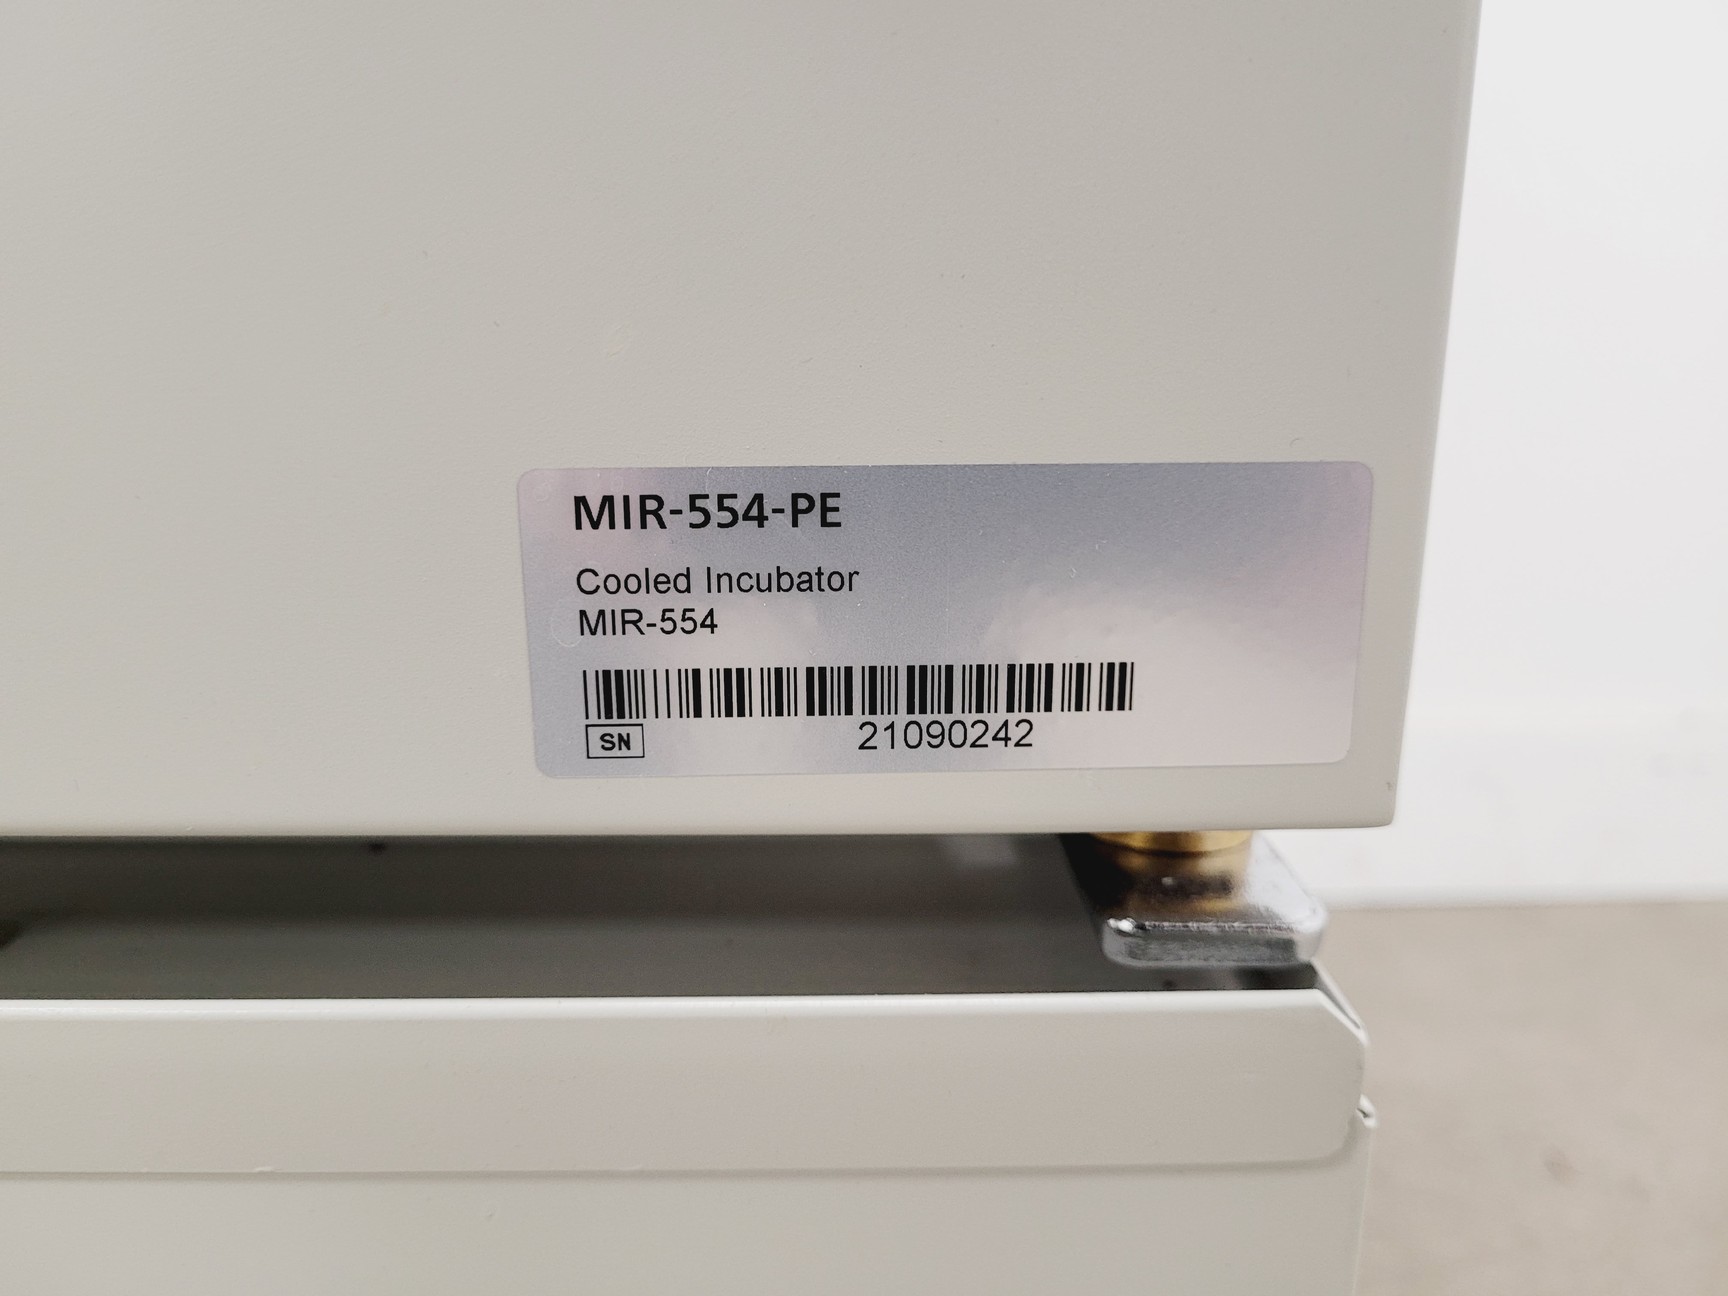 MIR-554-PE
Cooled Incubator
MIR-554
SN 21090242